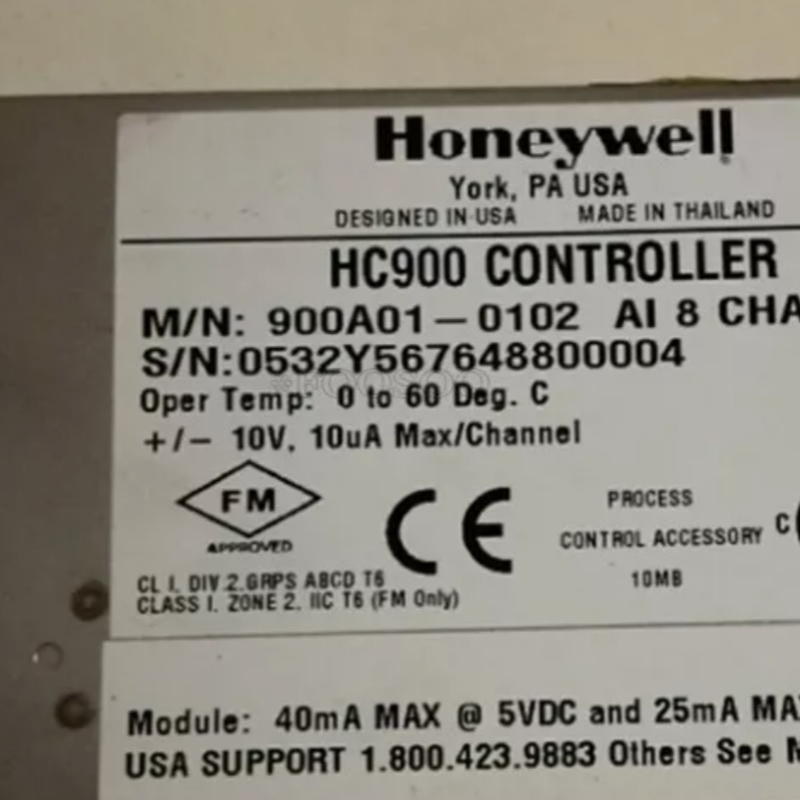 Honeywell
York, PA USA
DESIGNED IN USA MADE IN THAILAND
HC900 CONTROLLER
M/N: 900A01-0102 AI 8 CHA
S/N:0532Y567648800004
Oper Temp: 0 to 60 Deg. C
+/- 10V, 10uA Max/Channel
FM
APPROVED
CE
PROCESS
CONTROL ACCESSORY
10MB
C
CL I, DIV 2.GRPS ABCD T6
CLASS I, ZONE 2, IIC T6 (FM Only)
Module: 40mA MAX @ 5VDC and 25mA MA
USA SUPPORT 1.800.423.9883 Others See